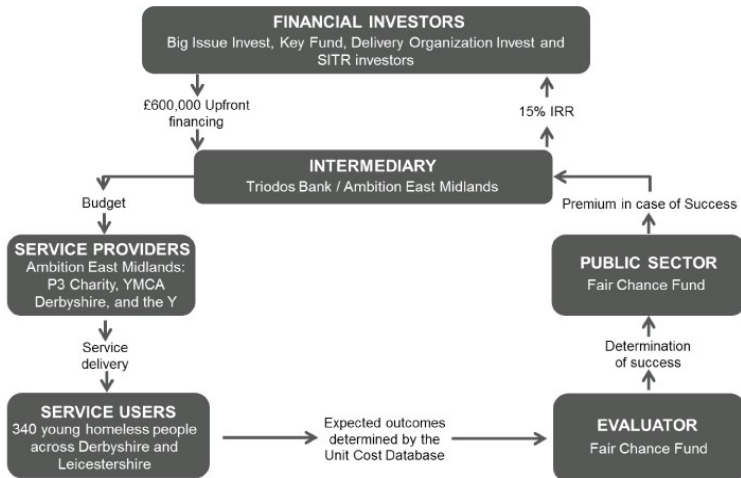 FINANCIAL INVESTORS
Big Issue Invest, Key Fund, Delivery Organization Invest and
SITR investors
£600,000 Upfront
financing
15% IRR
INTERMEDIARY
Triodos Bank / Ambition East Midlands
Budget
Premium in case of Success
SERVICE PROVIDERS
Ambition East Midlands:
P3 Charity, YMCA
Derbyshire, and the Y
PUBLIC SECTOR
Fair Chance Fund
Service
delivery
Determination
of success
SERVICE USERS
340 young homeless people
across Derbyshire and
Leicestershire
Expected outcomes
determined by the
Unit Cost Database
EVALUATOR
Fair Chance Fund